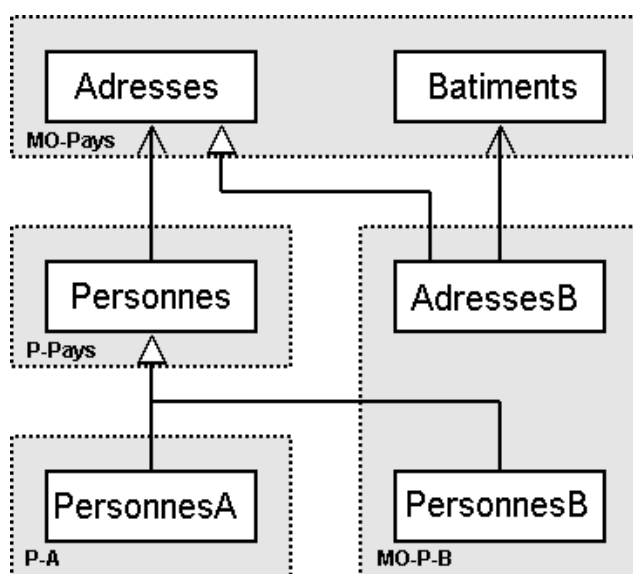 Adresses
Batiments
MO-Pays
Personnes
AdressesB
P-Pays
PersonnesA
PersonnesB
P-A
MO-P-B